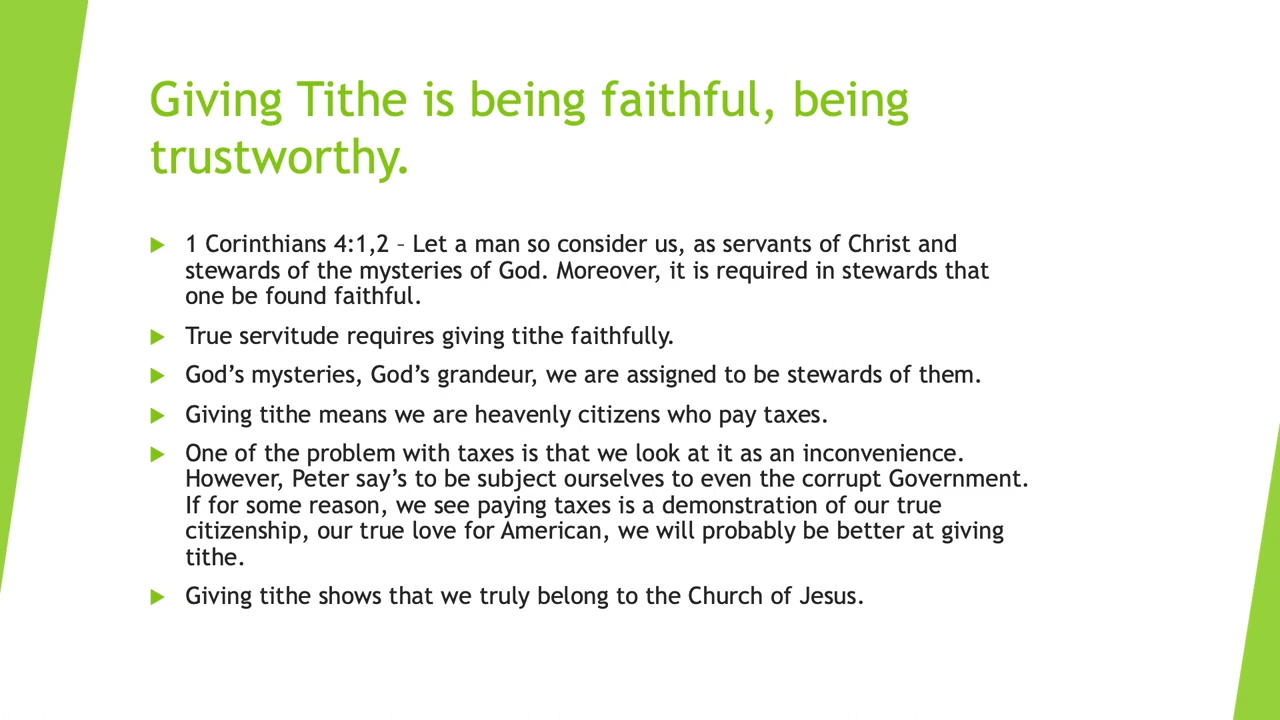 Giving Tithe is being faithful, being
trustworthy.
1 Corinthians 4:1,2 – Let a man so consider us, as servants of Christ and
stewards of the mysteries of God. Moreover, it is required in stewards that
one be found faithful.
True servitude requires giving tithe faithfully.
God’s mysteries, God’s grandeur, we are assigned to be stewards of them.
Giving tithe means we are heavenly citizens who pay taxes.
One of the problem with taxes is that we look at it as an inconvenience.
However, Peter say’s to be subject ourselves to even the corrupt Government.
If for some reason, we see paying taxes is a demonstration of our true
citizenship, our true love for American, we will probably be better at giving
tithe.
Giving tithe shows that we truly belong to the Church of Jesus.